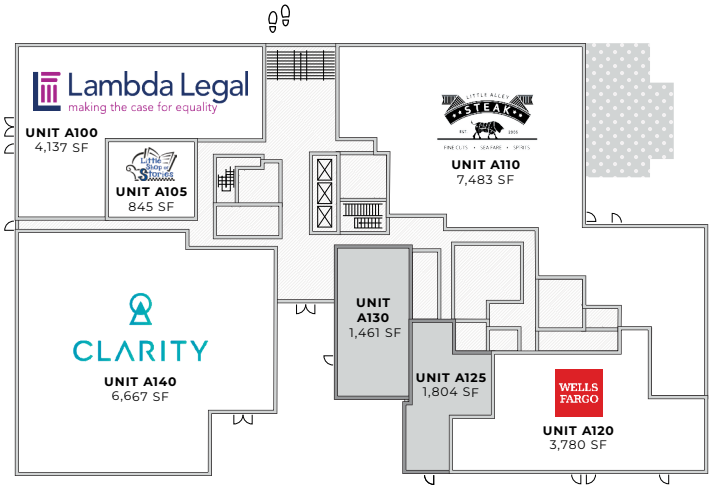 Lambda Legal
making the case for equality
UNIT A100
4,137 SF
Little
Shop of
Stories
UNIT A105
845 SF
LITTLE ALLEY
STEAK
EST
FINE CUTS • SEAFARE • SPIRITS
UNIT A110
7,483 SF
UNIT
A130
1,461 SF
CLARITY
UNIT A140
6,667 SF
UNIT A125
1,804 SF
WELLS
FARGO
UNIT A120
3,780 SF